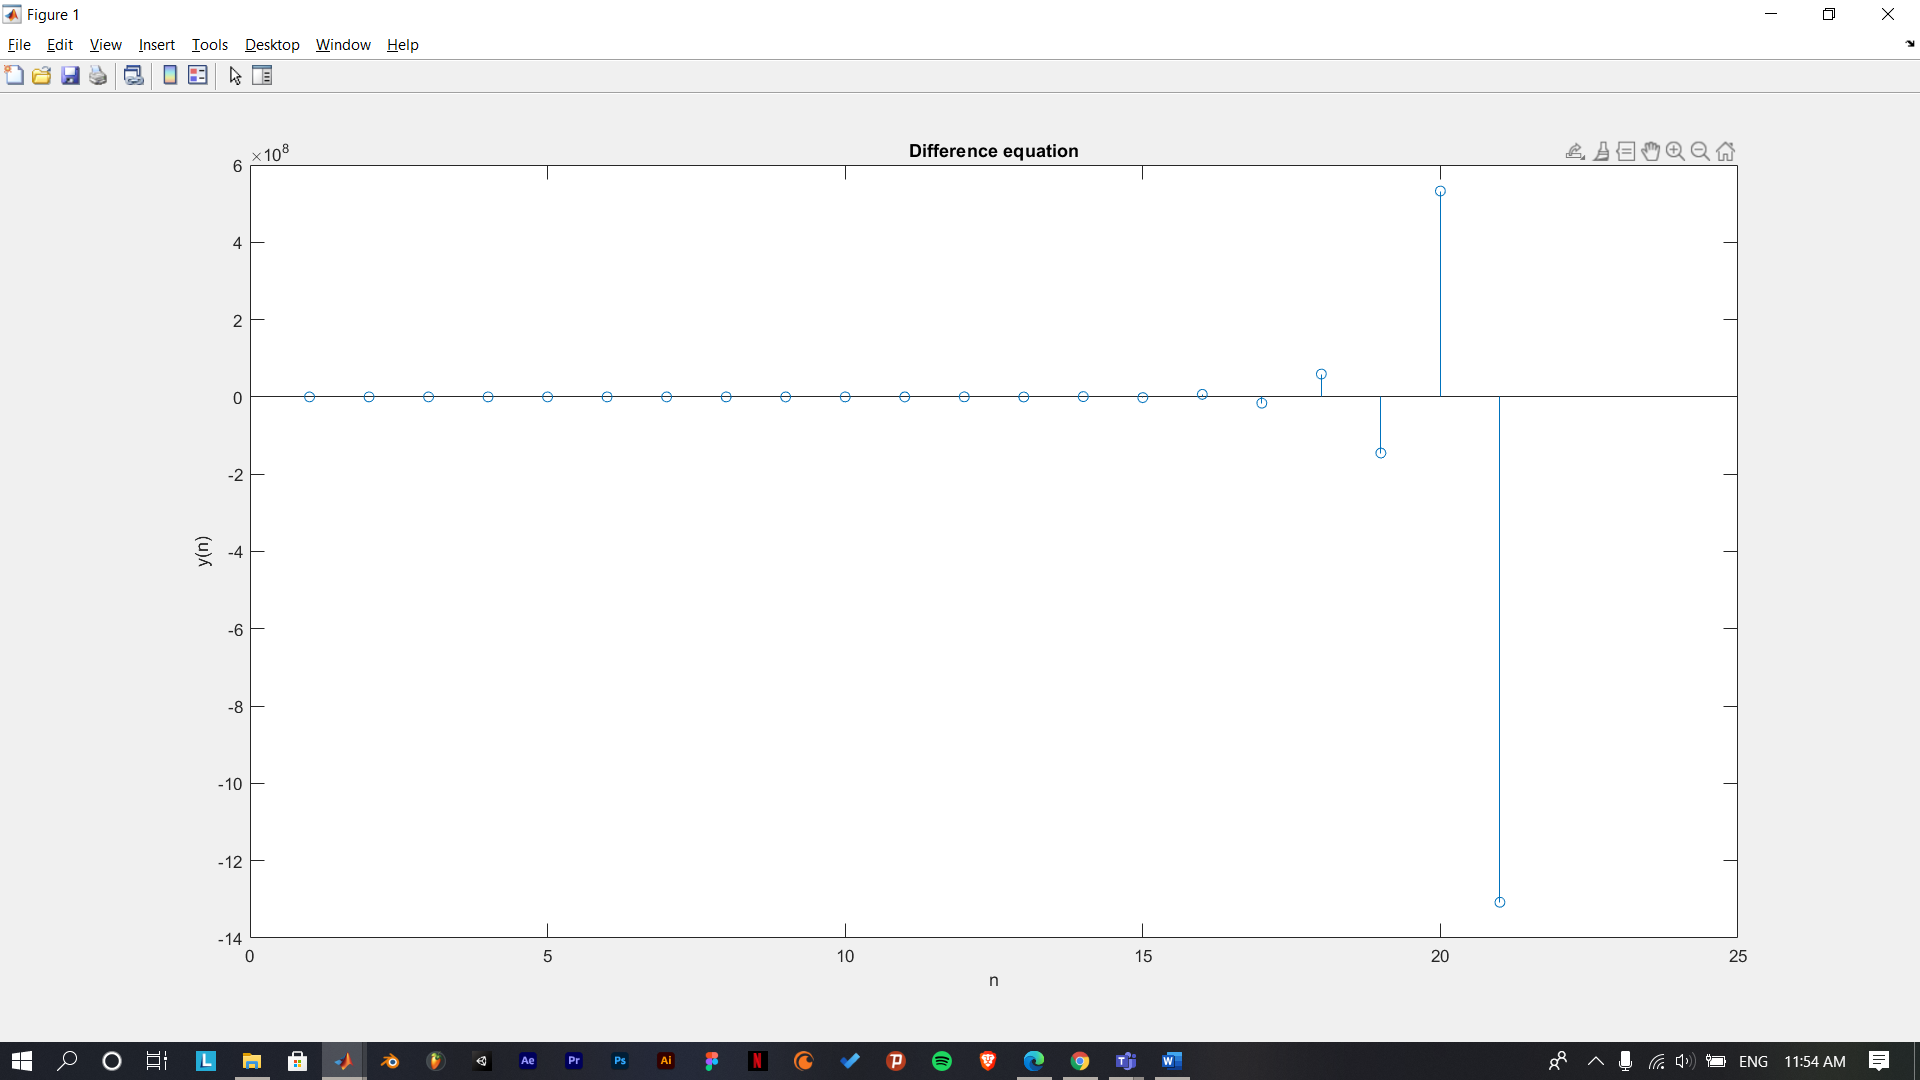 Figure 1
File Edit View Insert Tools Desktop Window Help
Difference equation
×10^8
6
4
2
0
-2
-4
-6
-8
-10
-12
-14
y(n)
0 5 10 15 20 25
n
L Ae Pr Ps Ai N P T W ENG 11:54 AM